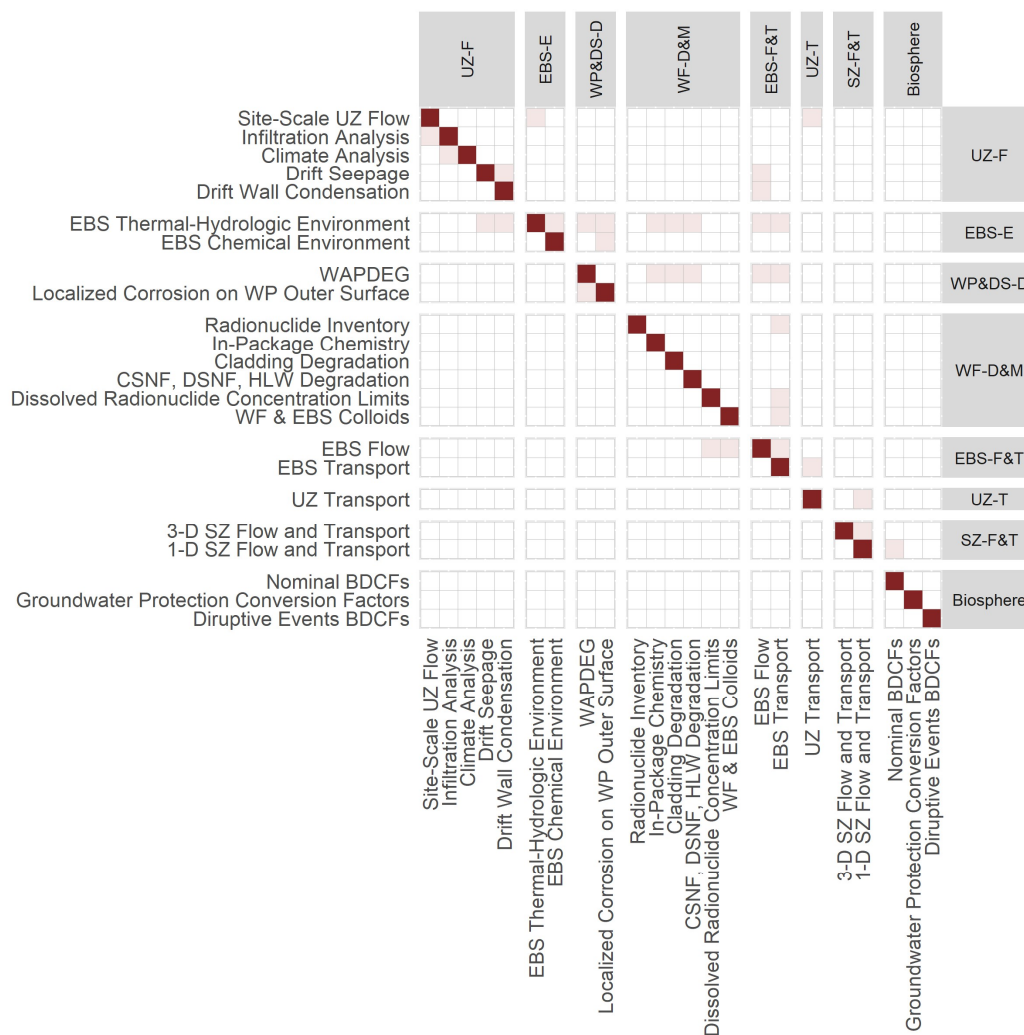 UZ-F
EBS-E
WP&DS-D
WF-D&M
EBS-F&T
UZ-T
SZ-F&T
Biosphere
Site-Scale UZ Flow
Infiltration Analysis
Climate Analysis
Drift Seepage
Drift Wall Condensation
UZ-F
EBS Thermal-Hydrologic Environment
EBS Chemical Environment
EBS-E
WAPDEG
Localized Corrosion on WP Outer Surface
WP&DS-D
Radionuclide Inventory
In-Package Chemistry
Cladding Degradation
CSNF, DSNF, HLW Degradation
Dissolved Radionuclide Concentration Limits
WF & EBS Colloids
WF-D&M
EBS Flow
EBS Transport
EBS-F&T
UZ Transport
UZ-T
3-D SZ Flow and Transport
1-D SZ Flow and Transport
SZ-F&T
Nominal BDCFs
Groundwater Protection Conversion Factors
Diruptive Events BDCFs
Biosphere
Site-Scale UZ Flow
Infiltration Analysis
Climate Analysis
Drift Seepage
Drift Wall Condensation
EBS Thermal-Hydrologic Environment
EBS Chemical Environment
WAPDEG
Localized Corrosion on WP Outer Surface
Radionuclide Inventory
In-Package Chemistry
Cladding Degradation
CSNF, DSNF, HLW Degradation
Dissolved Radionuclide Concentration Limits
WF & EBS Colloids
EBS Flow
EBS Transport
UZ Transport
3-D SZ Flow and Transport
1-D SZ Flow and Transport
Nominal BDCFs
Groundwater Protection Conversion Factors
Diruptive Events BDCFs